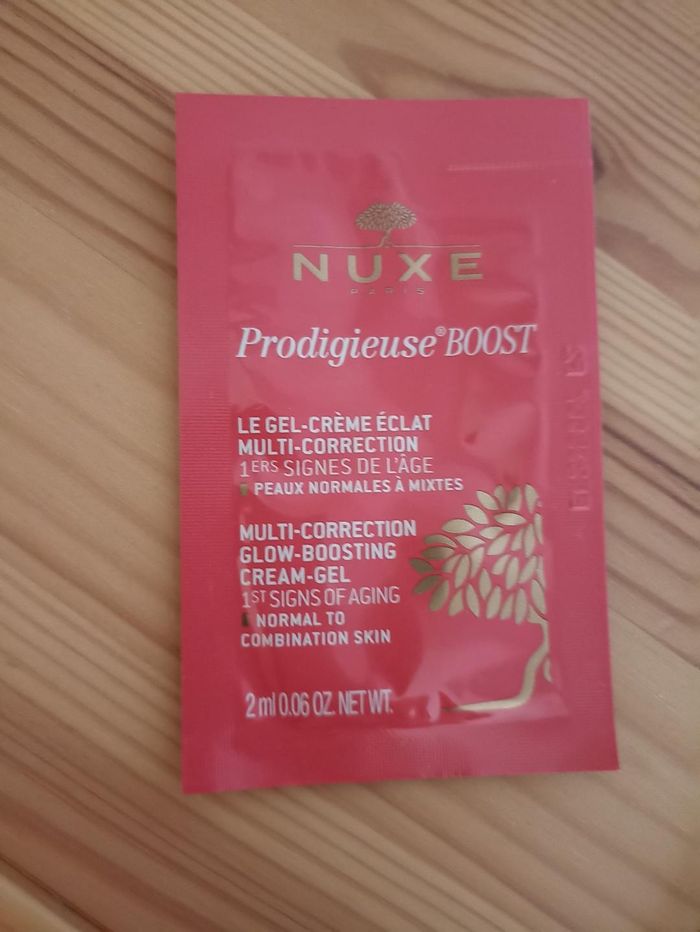 NUXE
PARIS
Prodigieuse® BOOST
LE GEL-CRÈME ÉCLAT
MULTI-CORRECTION
1ERS SIGNES DE L'ÂGE
PEAUX NORMALES À MIXTES
MULTI-CORRECTION
GLOW-BOOSTING
CREAM-GEL
1ST SIGNS OF AGING
NORMAL TO
COMBINATION SKIN
2 ml 0.06 OZ. NET WT.